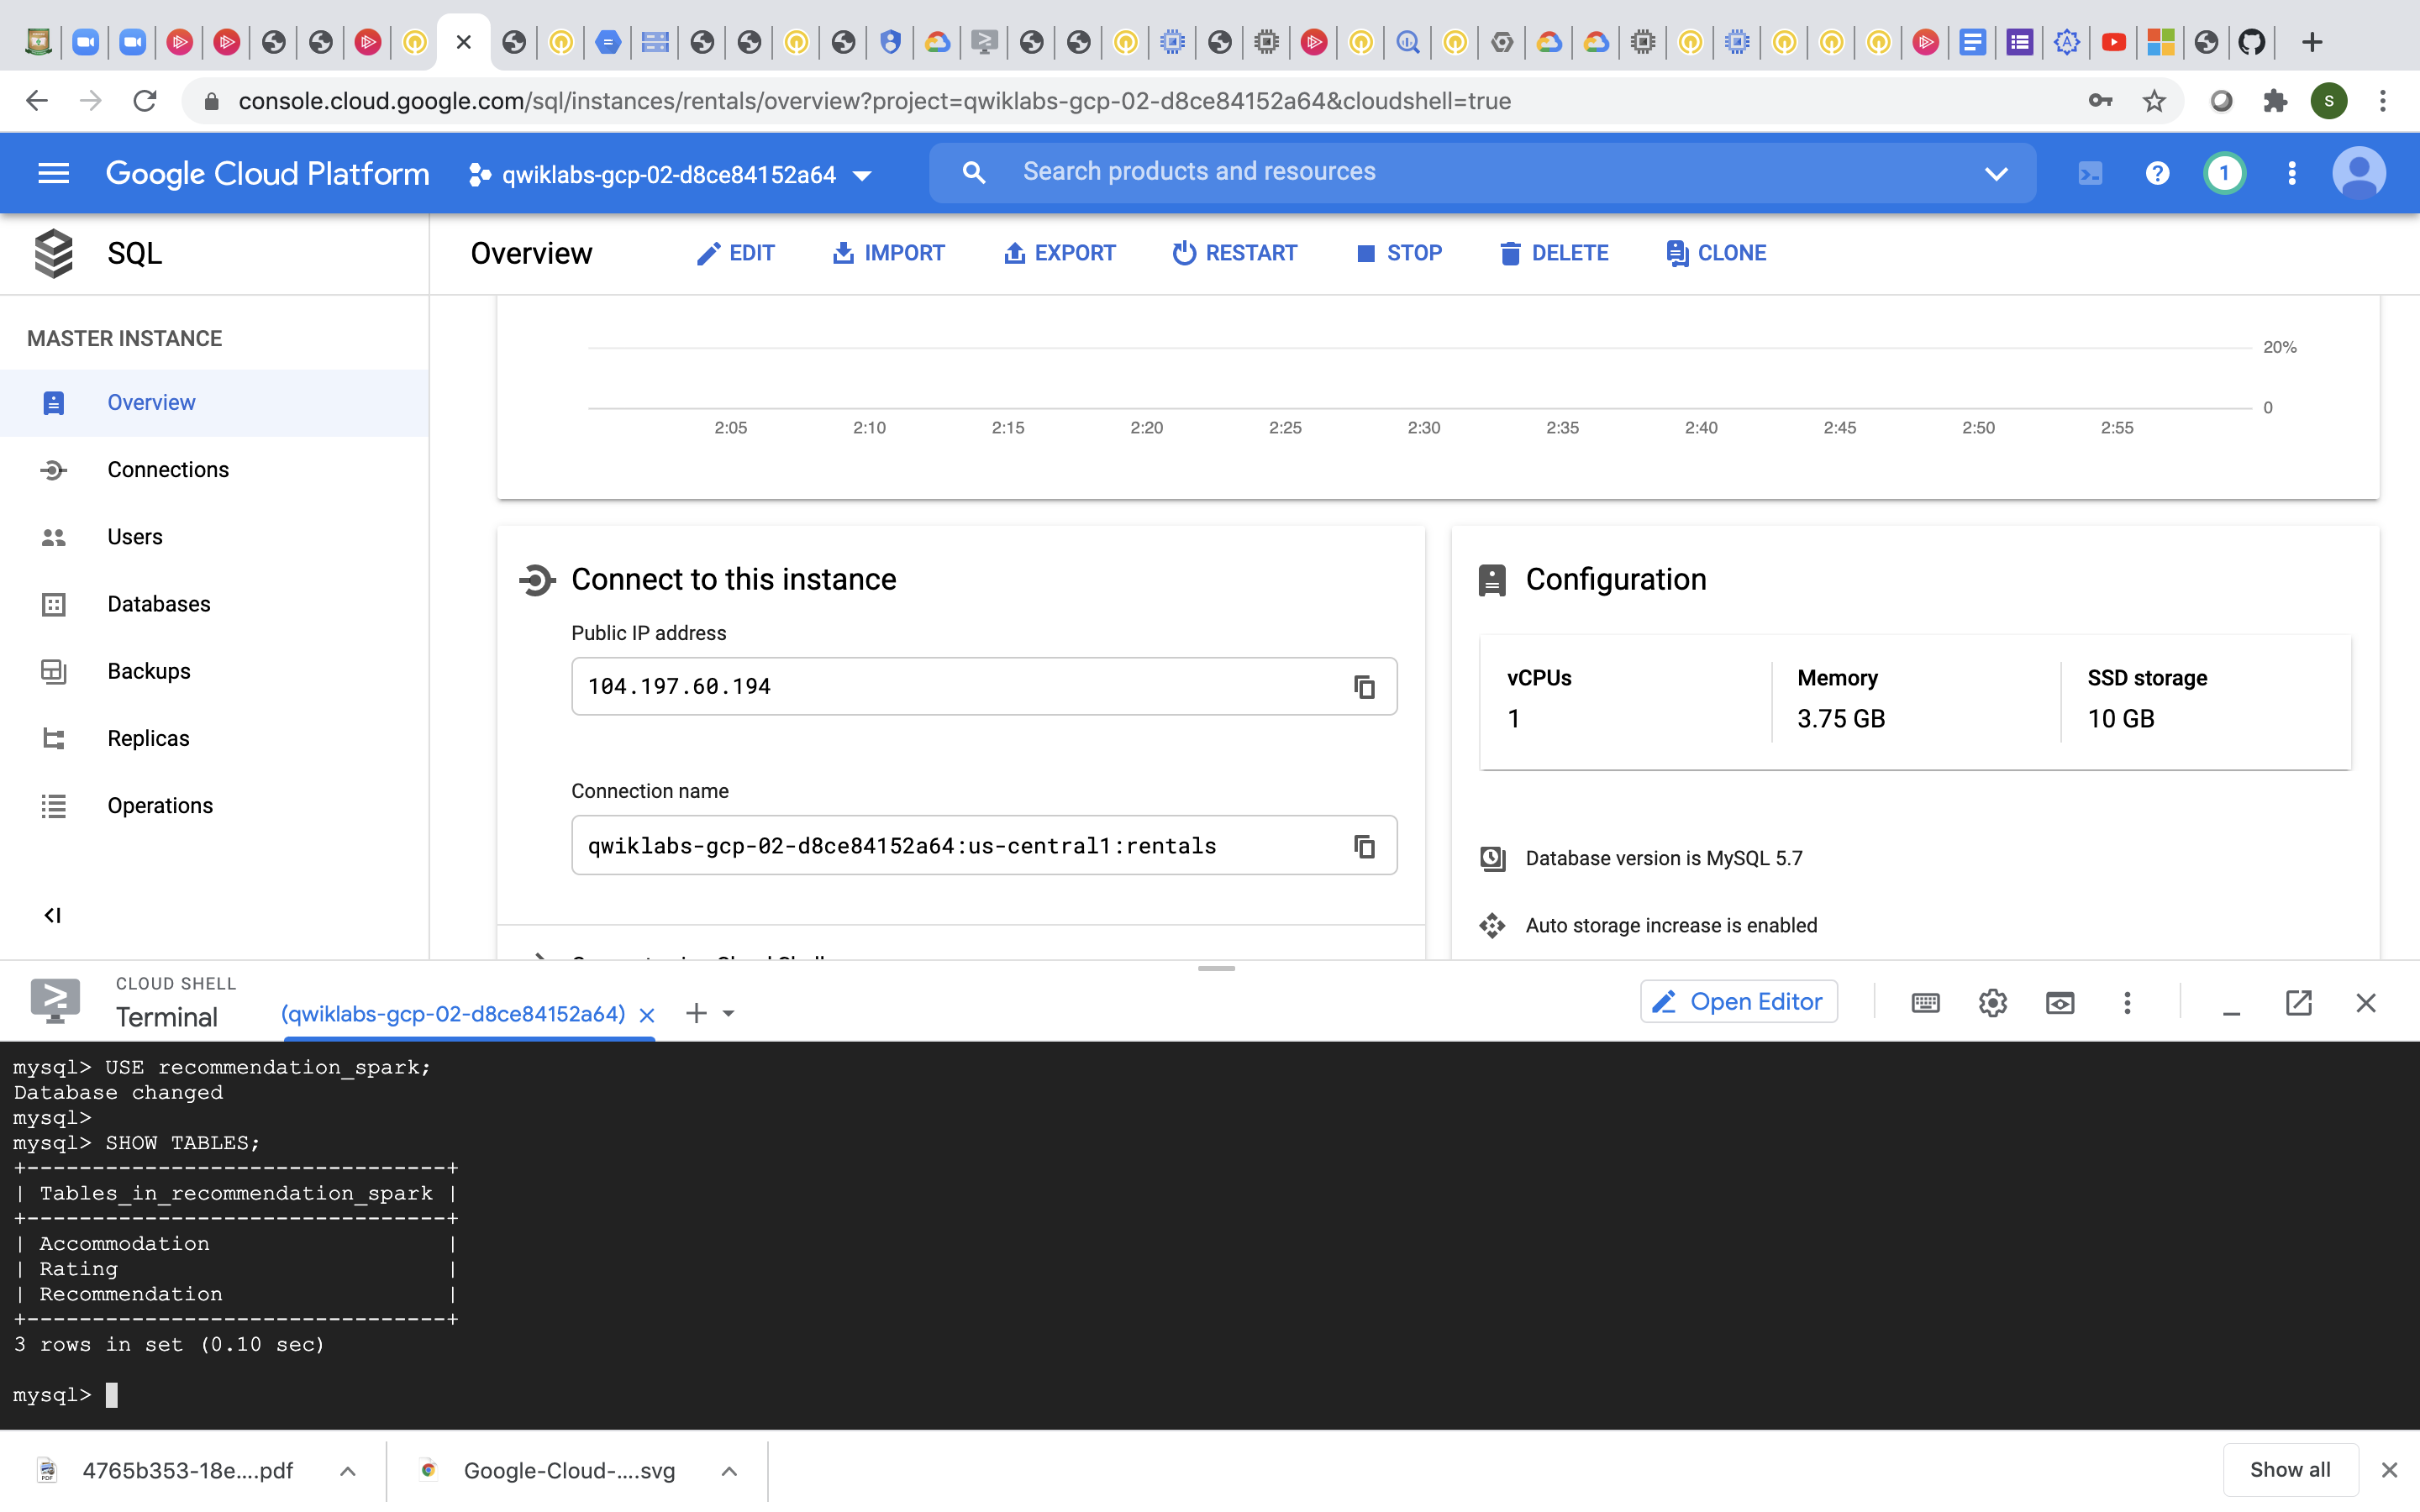 console.cloud.google.com/sql/instances/rentals/overview?project=qwiklabs-gcp-02-d8ce84152a64&cloudshell=true
S
Google Cloud Platform
qwiklabs-gcp-02-d8ce84152a64
Search products and resources
1
SQL
Overview
EDIT
IMPORT
EXPORT
RESTART
STOP
DELETE
CLONE
MASTER INSTANCE
Overview
Connections
Users
Databases
Backups
Replicas
Operations
20%
0
2:05 2:10 2:15 2:20 2:25 2:30 2:35 2:40 2:45 2:50 2:55
Connect to this instance
Public IP address
104.197.60.194
Connection name
qwiklabs-gcp-02-d8ce84152a64:us-central1:rentals
Configuration
vCPUs
1
Memory
3.75 GB
SSD storage
10 GB
Database version is MySQL 5.7
Auto storage increase is enabled
CLOUD SHELL
Terminal
(qwiklabs-gcp-02-d8ce84152a64)
Open Editor
mysql> USE recommendation_spark;
Database changed
mysql>
mysql> SHOW TABLES;
+--------------------------------+
| Tables_in_recommendation_spark |
+--------------------------------+
| Accommodation                  |
| Rating                         |
| Recommendation                 |
+--------------------------------+
3 rows in set (0.10 sec)
mysql>
4765b353-18e....pdf
Google-Cloud-....svg
Show all